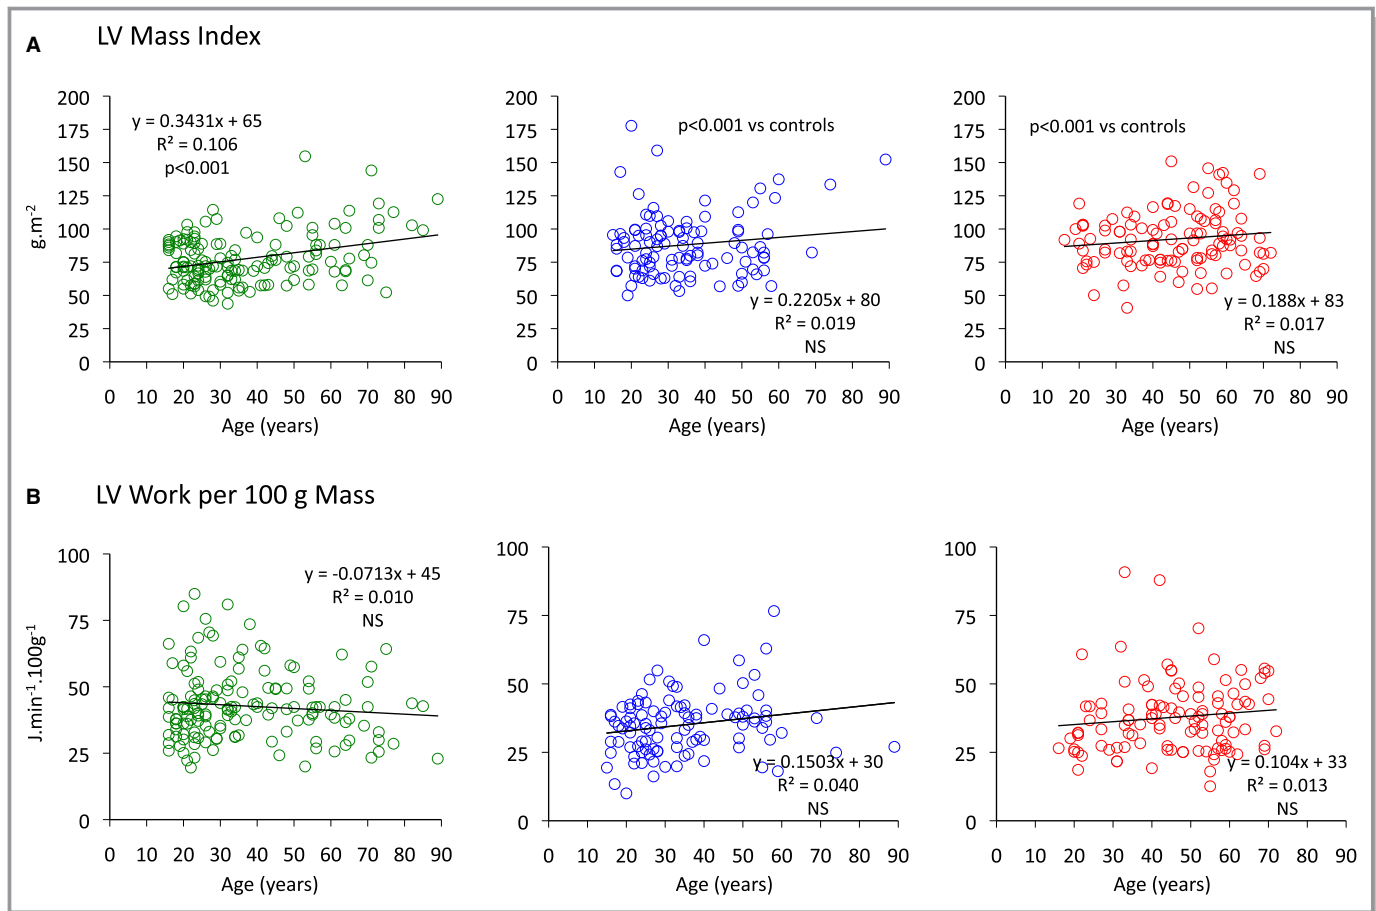 A LV Mass Index
g.m⁻²
200
175
150
125
100
75
50
25
0
y = 0.3431x + 65
R² = 0.106
p<0.001
0 10 20 30 40 50 60 70 80 90
Age (years)
200
175
150
125
100
75
50
25
0
p<0.001 vs controls
y = 0.2205x + 80
R² = 0.019
NS
0 10 20 30 40 50 60 70 80 90
Age (years)
200
175
150
125
100
75
50
25
0
p<0.001 vs controls
y = 0.188x + 83
R² = 0.017
NS
0 10 20 30 40 50 60 70 80 90
Age (years)
B LV Work per 100 g Mass
J.min⁻¹.100g⁻¹
100
75
50
25
0
y = -0.0713x + 45
R² = 0.010
NS
0 10 20 30 40 50 60 70 80 90
Age (years)
100
75
50
25
0
y = 0.1503x + 30
R² = 0.040
NS
0 10 20 30 40 50 60 70 80 90
Age (years)
100
75
50
25
0
y = 0.104x + 33
R² = 0.013
NS
0 10 20 30 40 50 60 70 80 90
Age (years)